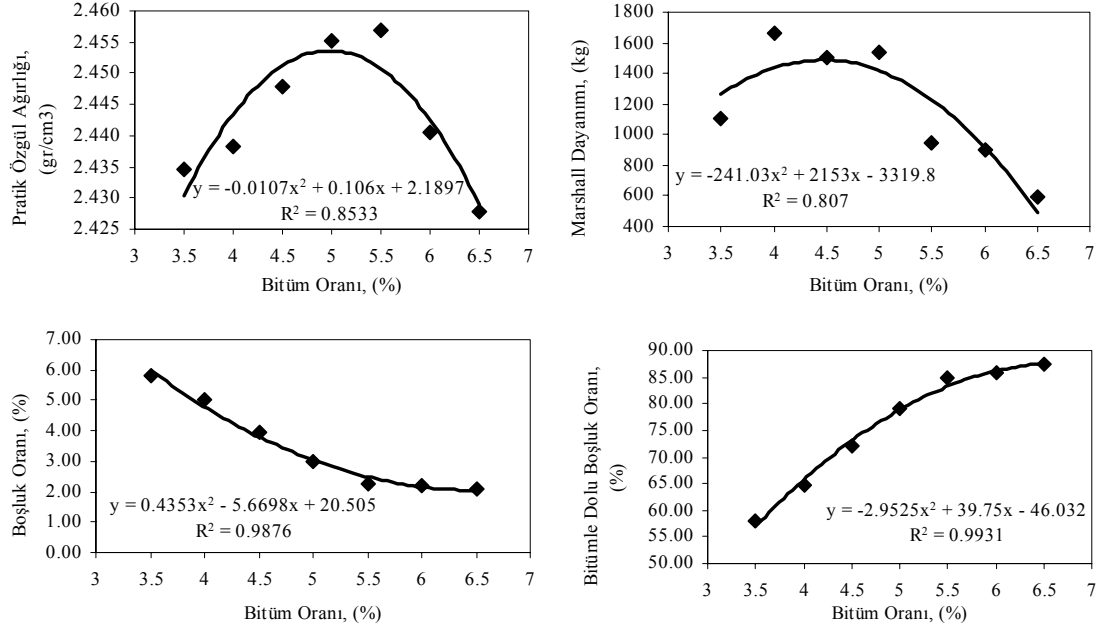 Pratik Özgül Ağırlığı,
(gr/cm3)
2.460
2.455
2.450
2.445
2.440
2.435
2.430
2.425
y = -0.0107x² + 0.106x + 2.1897
R² = 0.8533
3 3.5 4 4.5 5 5.5 6 6.5 7
Bitüm Oranı, (%)
Marshall Dayanımı, (kg)
1800
1600
1400
1200
1000
800
600
400
y = -241.03x² + 2153x - 3319.8
R² = 0.807
3 3.5 4 4.5 5 5.5 6 6.5 7
Bitüm Oranı, (%)
Boşluk Oranı, (%)
7.00
6.00
5.00
4.00
3.00
2.00
1.00
0.00
y = 0.4353x² - 5.6698x + 20.505
R² = 0.9876
3 3.5 4 4.5 5 5.5 6 6.5 7
Bitüm Oranı, (%)
Bitümle Dolu Boşluk Oranı,
(%)
90.00
85.00
80.00
75.00
70.00
65.00
60.00
55.00
50.00
y = -2.9525x² + 39.75x - 46.032
R² = 0.9931
3 3.5 4 4.5 5 5.5 6 6.5 7
Bitüm Oranı, (%)